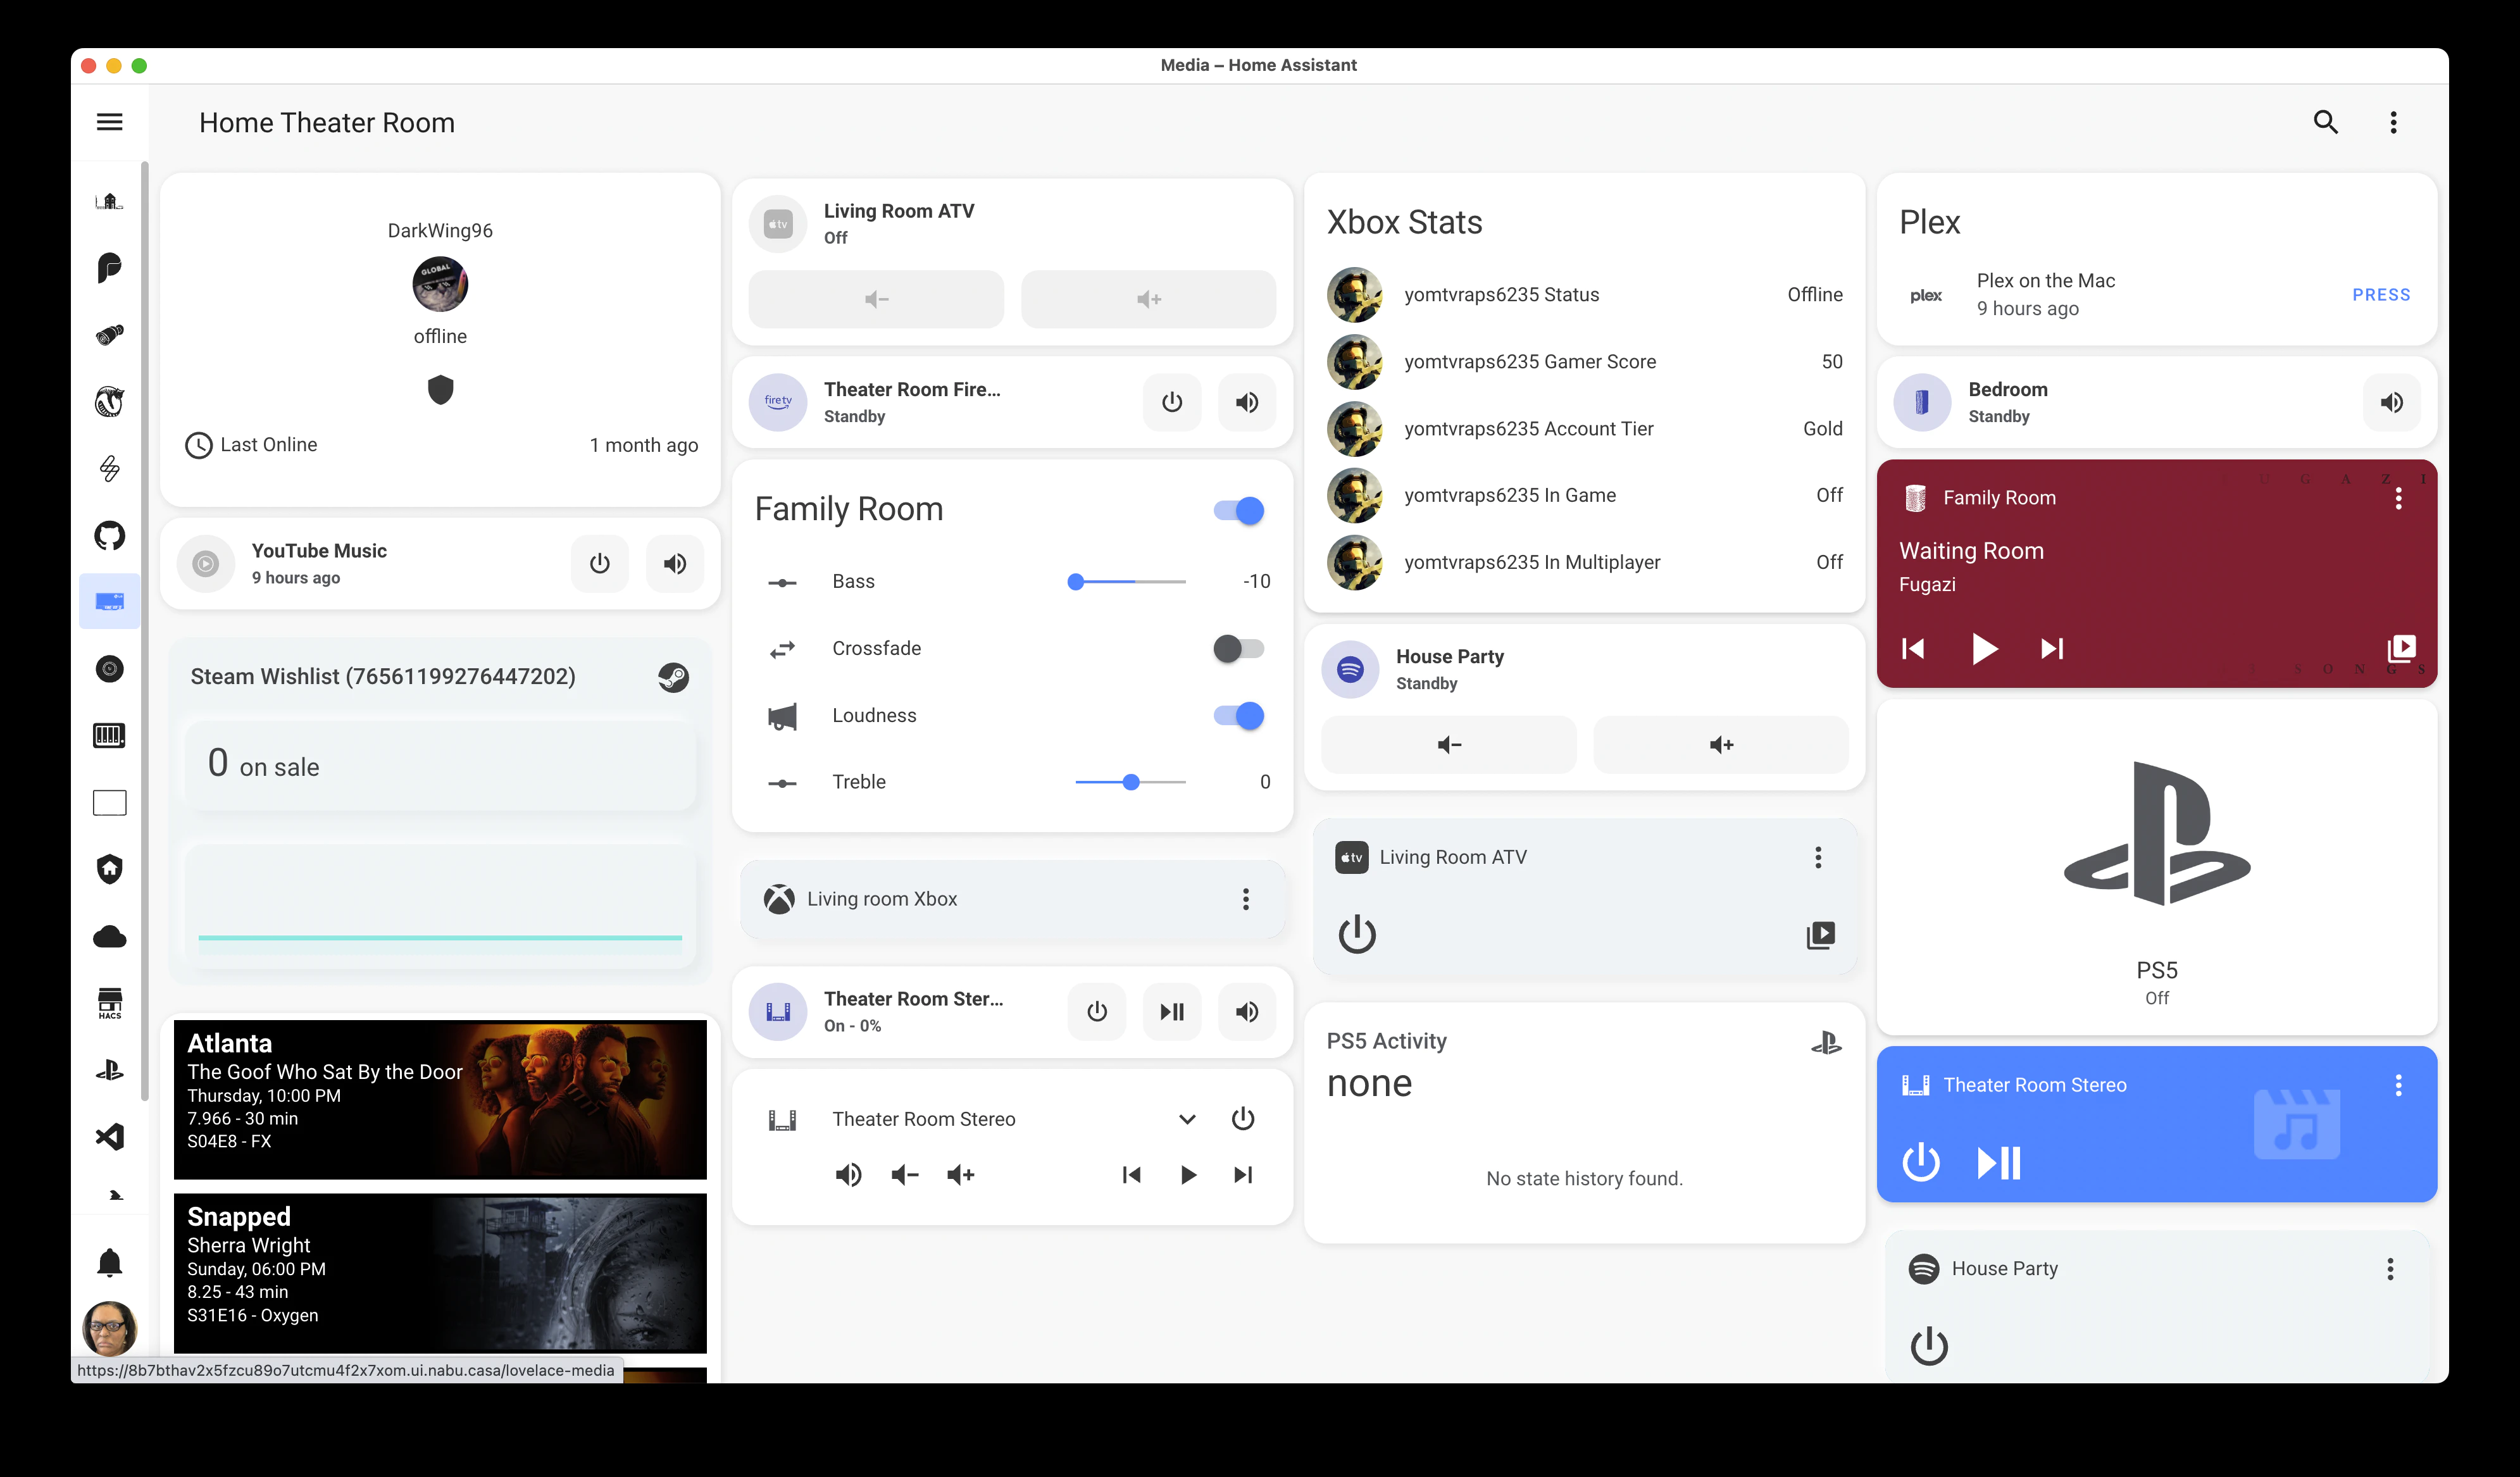 Media – Home Assistant
Home Theater Room
DarkWing96
GLOBAL
offline
Last Online
1 month ago
YouTube Music
9 hours ago
Steam Wishlist (76561199276447202)
0 on sale
Atlanta
The Goof Who Sat By the Door
Thursday, 10:00 PM
7.966 - 30 min
S04E8 - FX
Snapped
Sherra Wright
Sunday, 06:00 PM
8.25 - 43 min
S31E16 - Oxygen
tv
Living Room ATV
Off
firetv
Theater Room Fire...
Standby
Family Room
Bass
-10
Crossfade
Loudness
Treble
0
Living room Xbox
Theater Room Ster...
On - 0%
Theater Room Stereo
Xbox Stats
yomtvraps6235 Status
Offline
yomtvraps6235 Gamer Score
50
yomtvraps6235 Account Tier
Gold
yomtvraps6235 In Game
Off
yomtvraps6235 In Multiplayer
Off
House Party
Standby
tv
Living Room ATV
PS5 Activity
none
No state history found.
Plex
plex
Plex on the Mac
9 hours ago
PRESS
Bedroom
Standby
U G A Z I
Family Room
Waiting Room
Fugazi
S O N G S
PS5
Off
Theater Room Stereo
House Party
HACS
https://8b7bthav2x5fzcu89o7utcmu4f2x7xom.ui.nabu.casa/lovelace-media